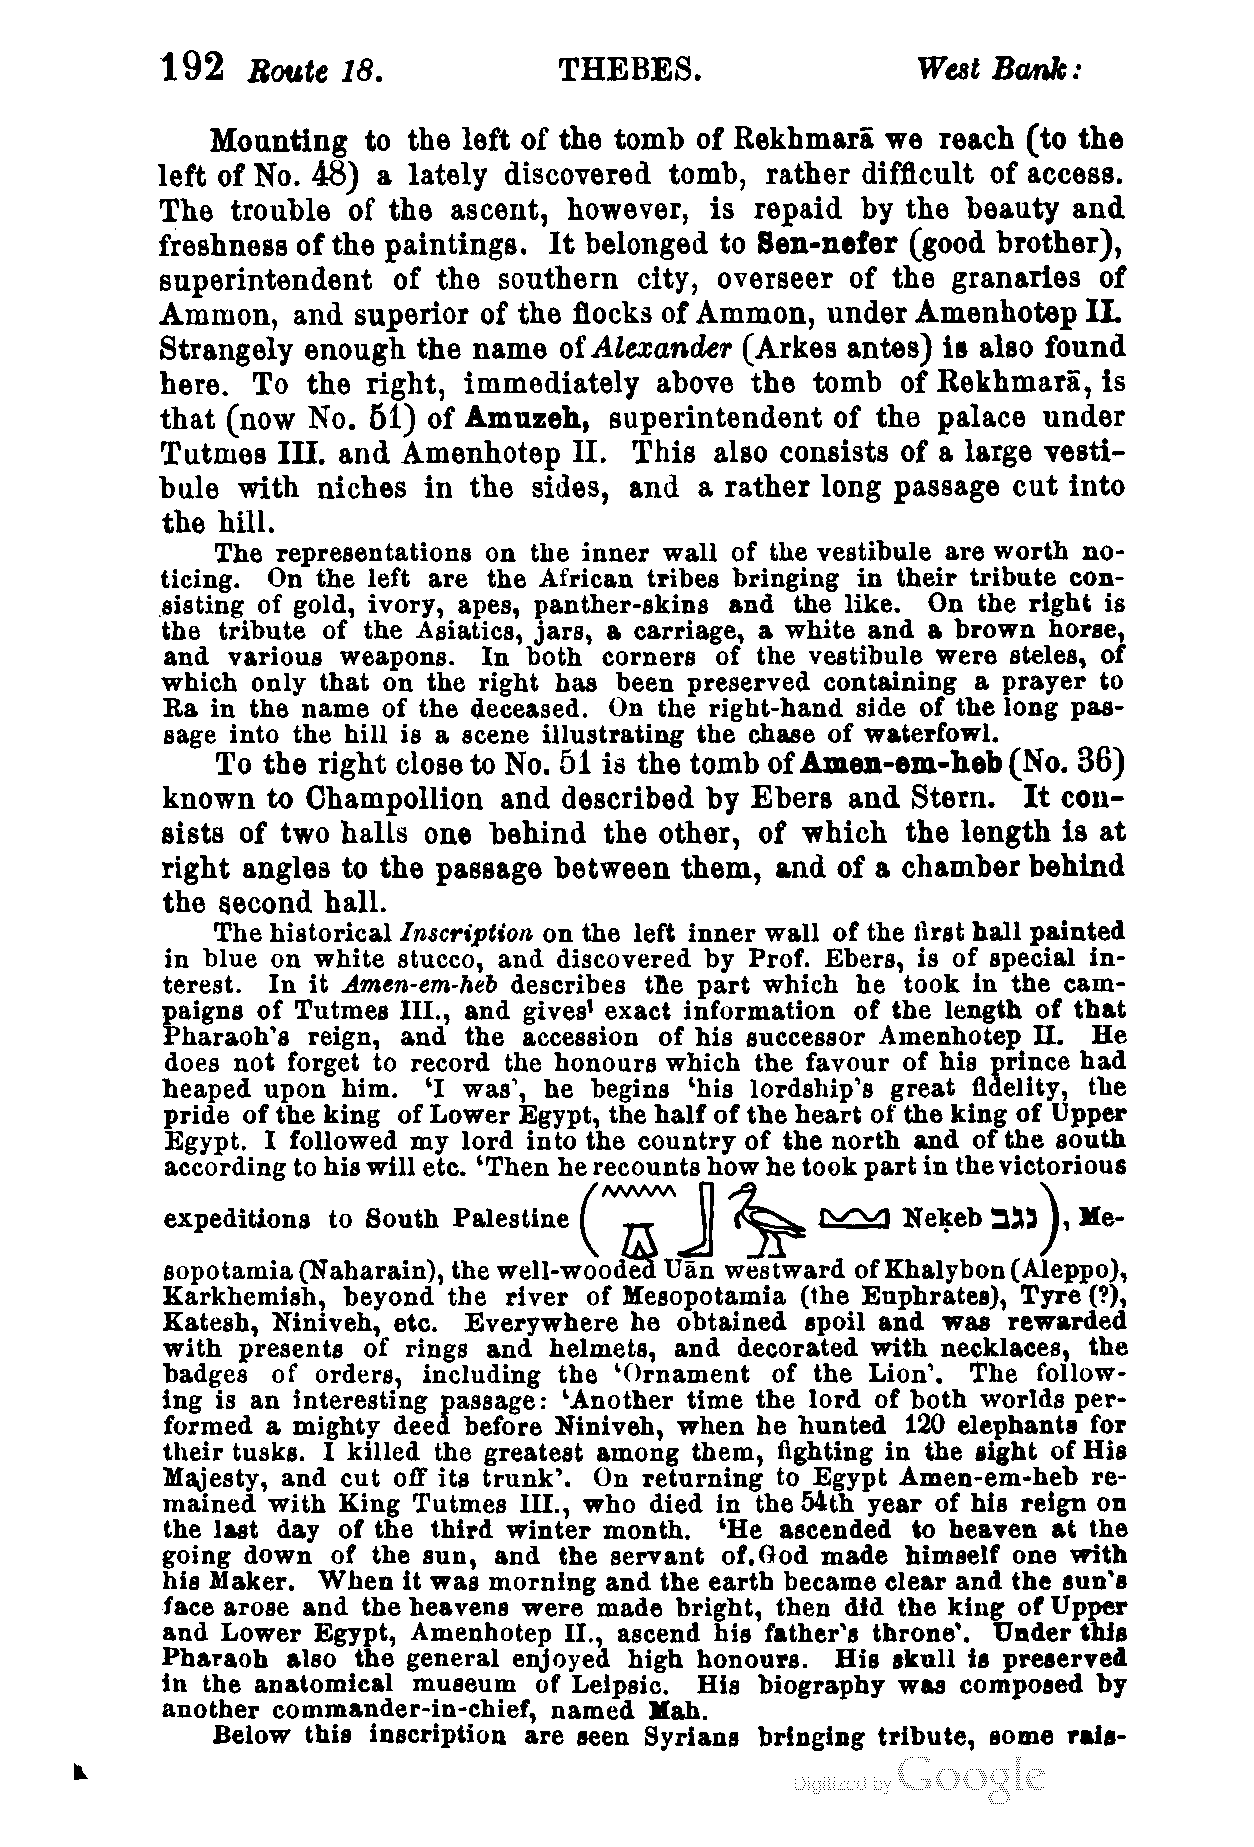 192 Route 18. THEBES. West Bank:
Mounting to the left of the tomb of Rekhmarā we reach (to the
left of No. 48) a lately discovered tomb, rather difficult of access.
The trouble of the ascent, however, is repaid by the beauty and
freshness of the paintings. It belonged to Sen-nefer (good brother),
superintendent of the southern city, overseer of the granaries of
Ammon, and superior of the flocks of Ammon, under Amenhotep II.
Strangely enough the name of Alexander (Arkes antes) is also found
here. To the right, immediately above the tomb of Rekhmarā, is
that (now No. 51) of Amuzeh, superintendent of the palace under
Tutmes III. and Amenhotep II. This also consists of a large vesti-
bule with niches in the sides, and a rather long passage cut into
the hill.
The representations on the inner wall of the vestibule are worth no-
ticing. On the left are the African tribes bringing in their tribute con-
sisting of gold, ivory, apes, panther-skins and the like. On the right is
the tribute of the Asiatics, jars, a carriage, a white and a brown horse,
and various weapons. In both corners of the vestibule were steles, of
which only that on the right has been preserved containing a prayer to
Ra in the name of the deceased. On the right-hand side of the long pas-
sage into the hill is a scene illustrating the chase of waterfowl.
To the right close to No. 51 is the tomb of Amen-em-heb (No. 36)
known to Champollion and described by Ebers and Stern. It con-
sists of two halls one behind the other, of which the length is at
right angles to the passage between them, and of a chamber behind
the second hall.
The historical Inscription on the left inner wall of the first hall painted
in blue on white stucco, and discovered by Prof. Ebers, is of special in-
terest. In it Amen-em-heb describes the part which he took in the cam-
paigns of Tutmes III., and gives' exact information of the length of that
Pharaoh's reign, and the accession of his successor Amenhotep II. He
does not forget to record the honours which the favour of his prince had
heaped upon him. 'I was', he begins 'his lordship's great fidelity, the
pride of the king of Lower Egypt, the half of the heart of the king of Upper
Egypt. I followed my lord into the country of the north and of the south
according to his will etc. 'Then he recounts how he took part in the victorious
expeditions to South Palestine ( Neḳeb נגב), Me-
sopotamia (Naharain), the well-wooded Uān westward of Khalybon (Aleppo),
Karkhemish, beyond the river of Mesopotamia (the Euphrates), Tyre (?),
Katesh, Niniveh, etc. Everywhere he obtained spoil and was rewarded
with presents of rings and helmets, and decorated with necklaces, the
badges of orders, including the 'Ornament of the Lion'. The follow-
ing is an interesting passage: 'Another time the lord of both worlds per-
formed a mighty deed before Niniveh, when he hunted 120 elephants for
their tusks. I killed the greatest among them, fighting in the sight of His
Majesty, and cut off its trunk'. On returning to Egypt Amen-em-heb re-
mained with King Tutmes III., who died in the 54th year of his reign on
the last day of the third winter month. 'He ascended to heaven at the
going down of the sun, and the servant of.God made himself one with
his Maker. When it was morning and the earth became clear and the sun's
face arose and the heavens were made bright, then did the king of Upper
and Lower Egypt, Amenhotep II., ascend his father's throne'. Under this
Pharaoh also the general enjoyed high honours. His skull is preserved
in the anatomical museum of Leipsic. His biography was composed by
another commander-in-chief, named Mah.
Below this inscription are seen Syrians bringing tribute, some rais-
Digitized by Google